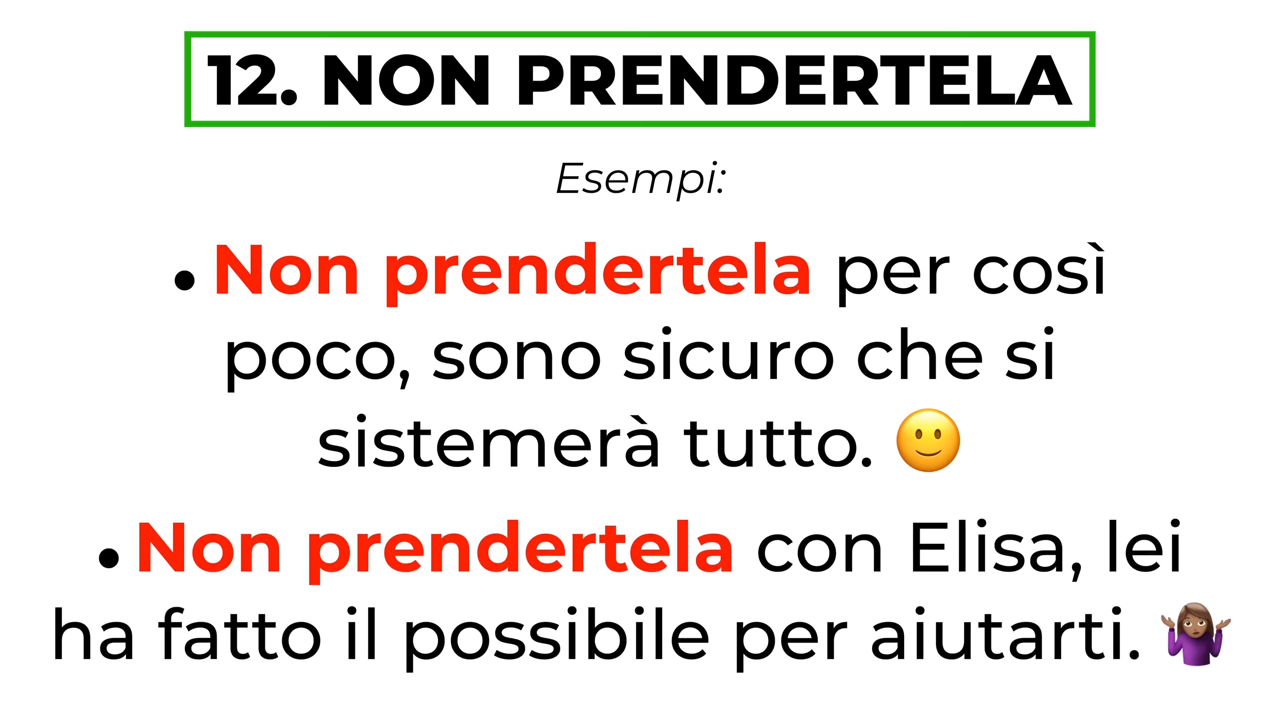 12. NON PRENDERTELA
Esempi:
• Non prendertela per così
poco, sono sicuro che si
sistemerà tutto. 🙂
• Non prendertela con Elisa, lei
ha fatto il possibile per aiutarti. 🤷🏽‍♀️